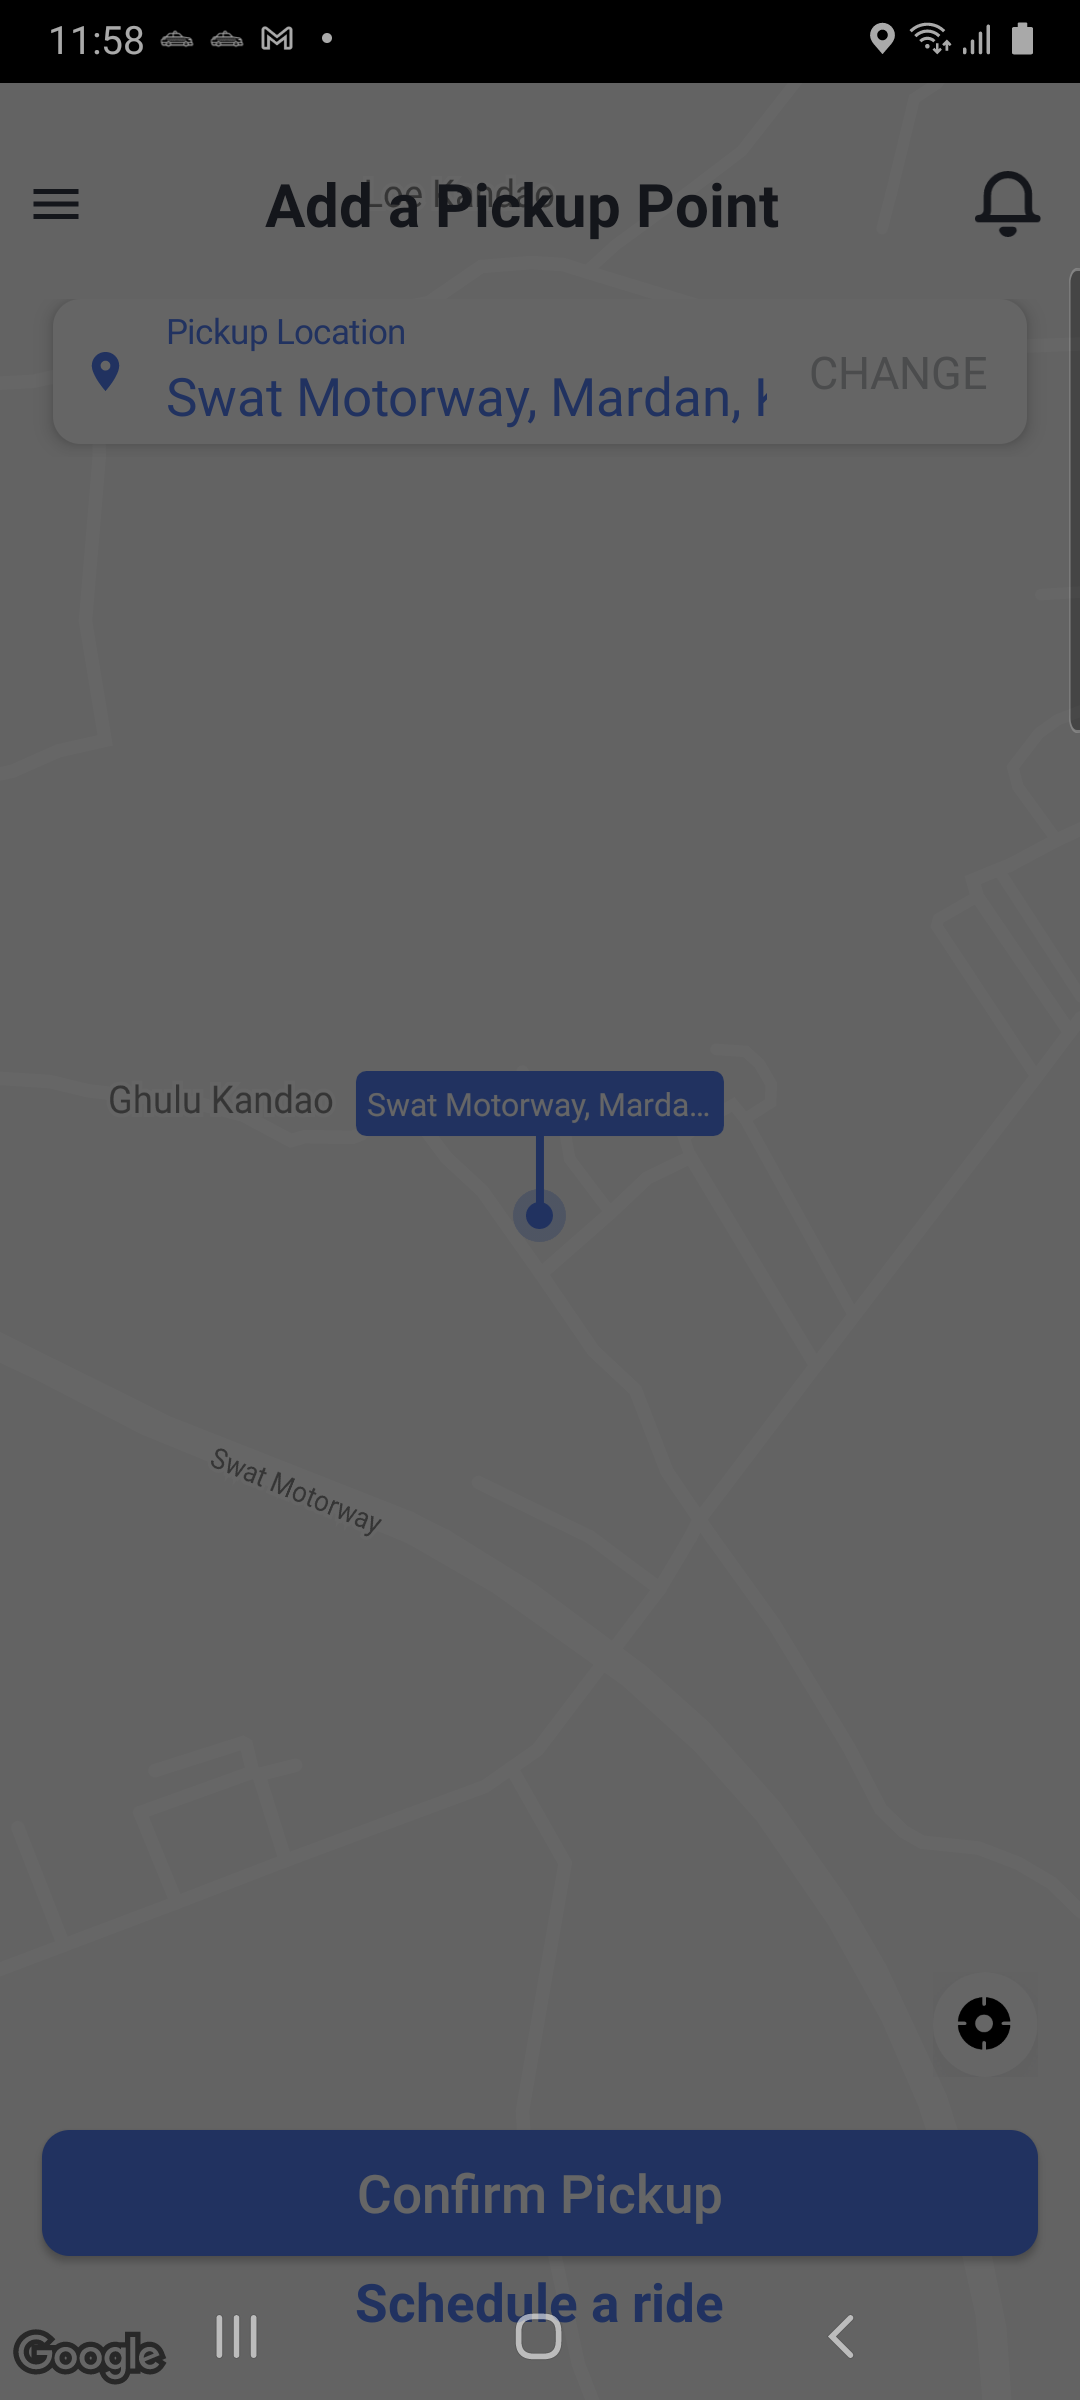 11:58
Loe Kandao
Add a Pickup Point
Pickup Location
Swat Motorway, Mardan,
CHANGE
Ghulu Kandao
Swat Motorway, Marda...
Swat Motorway
Confirm Pickup
Schedule a ride
Google